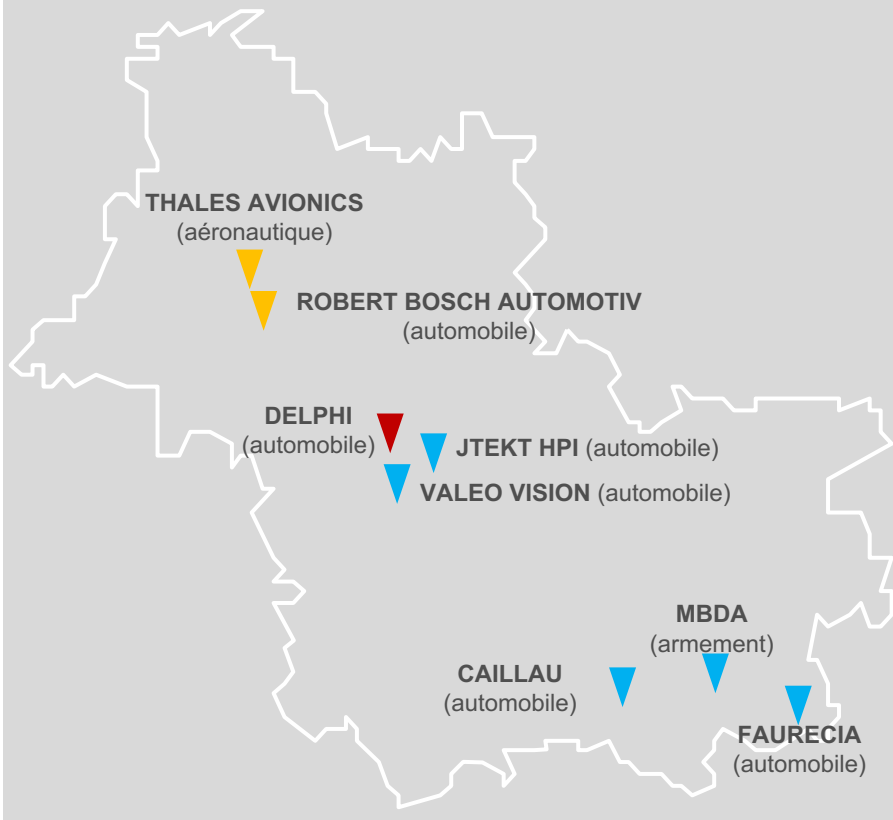 THALES AVIONICS
(aéronautique)
ROBERT BOSCH AUTOMOTIV
(automobile)
DELPHI
(automobile)
JTEKT HPI (automobile)
VALEO VISION (automobile)
MBDA
(armement)
CAILLAU
(automobile)
FAURECIA
(automobile)